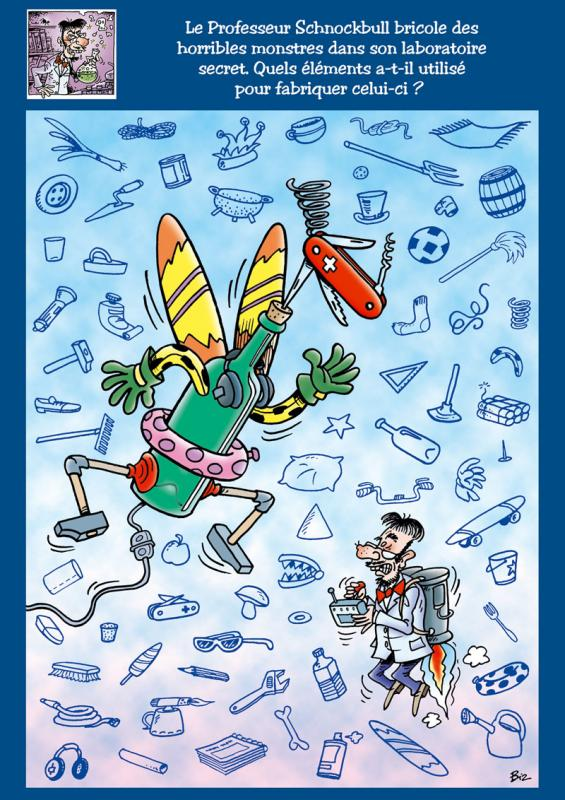 Le Professeur Schnockbull bricole des
horribles monstres dans son laboratoire
secret. Quels éléments a-t-il utilisé
pour fabriquer celui-ci ?
Biz